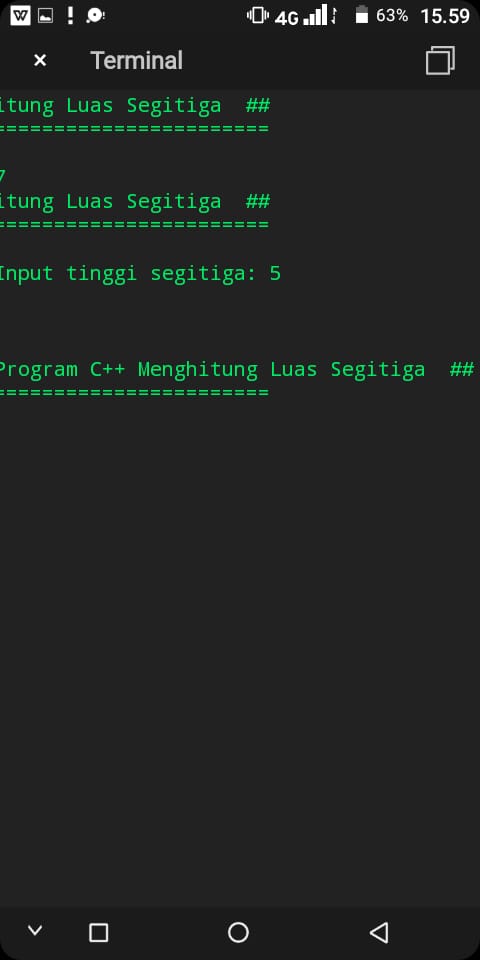 4G 63% 15.59
× Terminal
itung Luas Segitiga ##
=======================
7
itung Luas Segitiga ##
=======================
Input tinggi segitiga: 5
Program C++ Menghitung Luas Segitiga ##
=======================